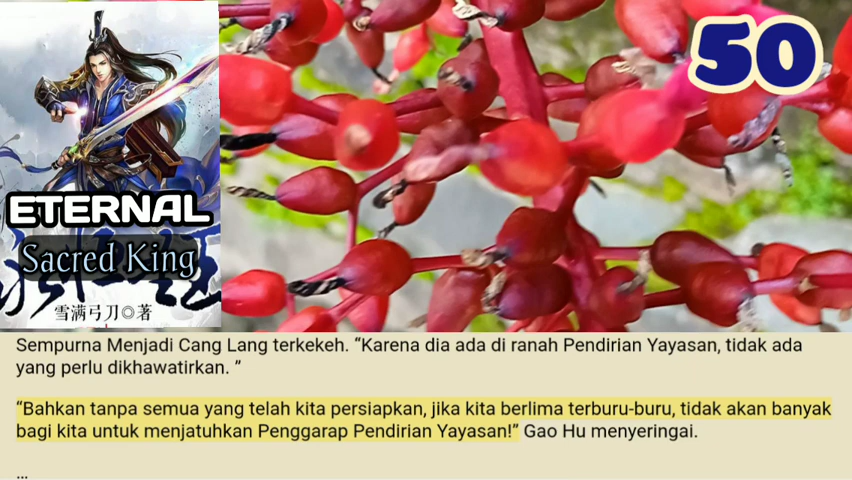 50
ETERNAL
Sacred King
雪满弓刀◎著
Sempurna Menjadi Cang Lang terkekeh. “Karena dia ada di ranah Pendirian Yayasan, tidak ada
yang perlu dikhawatirkan. ”
“Bahkan tanpa semua yang telah kita persiapkan, jika kita berlima terburu-buru, tidak akan banyak
bagi kita untuk menjatuhkan Penggarap Pendirian Yayasan!” Gao Hu menyeringai.
...